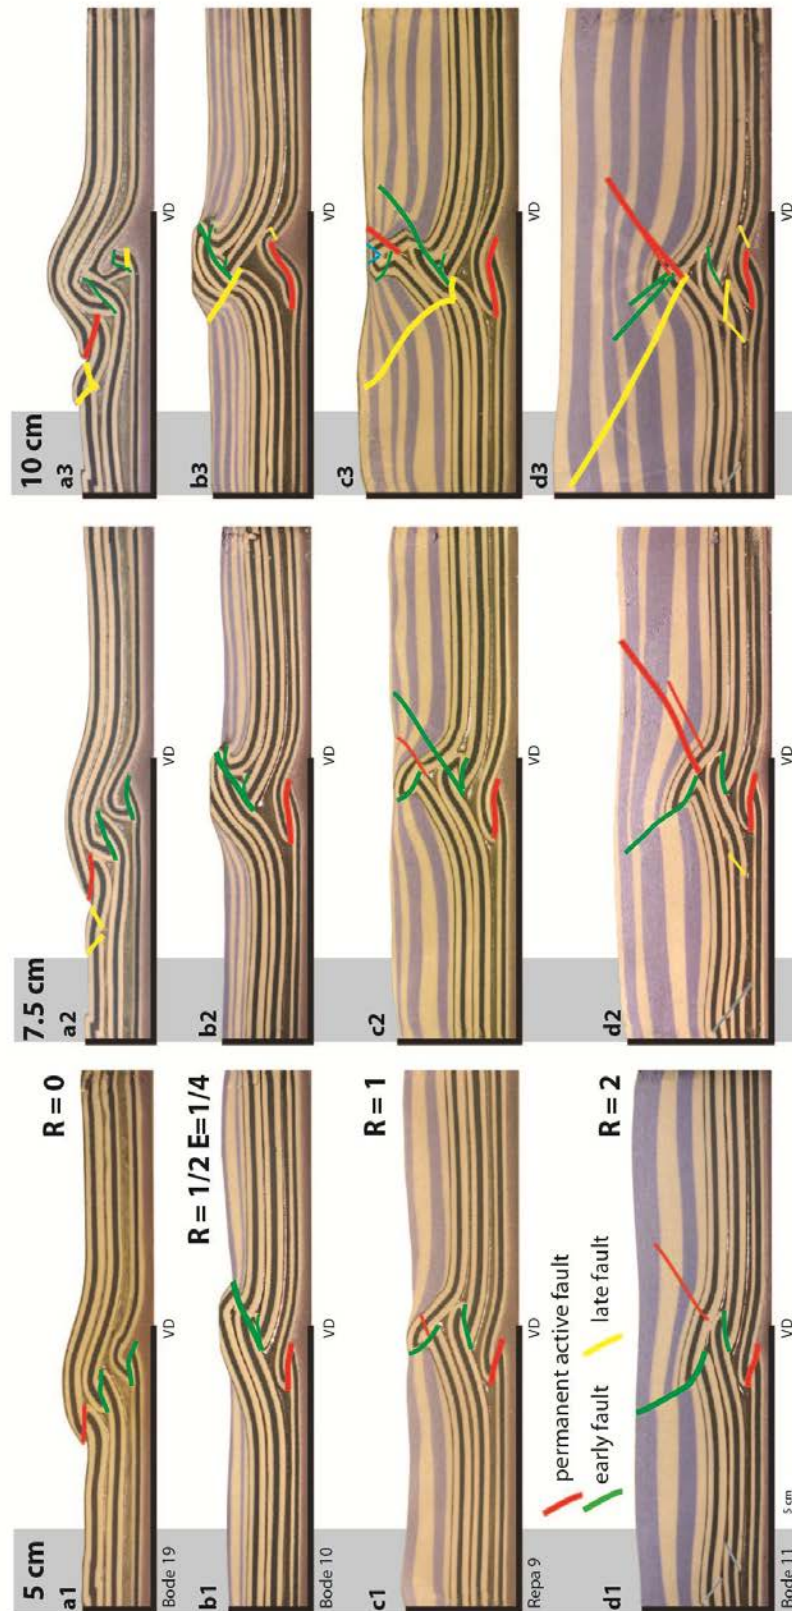 10 cm
a3
VD
b3
VD
c3
VD
d3
VD
7.5 cm
a2
VD
b2
VD
c2
VD
d2
VD
5 cm
a1
R = 0
Bode 19
VD
b1
R = 1/2 E=1/4
Bode 10
VD
c1
R = 1
Repa 9
VD
permanent active fault
early fault
late fault
d1
R = 2
Bode 11
5 cm
VD